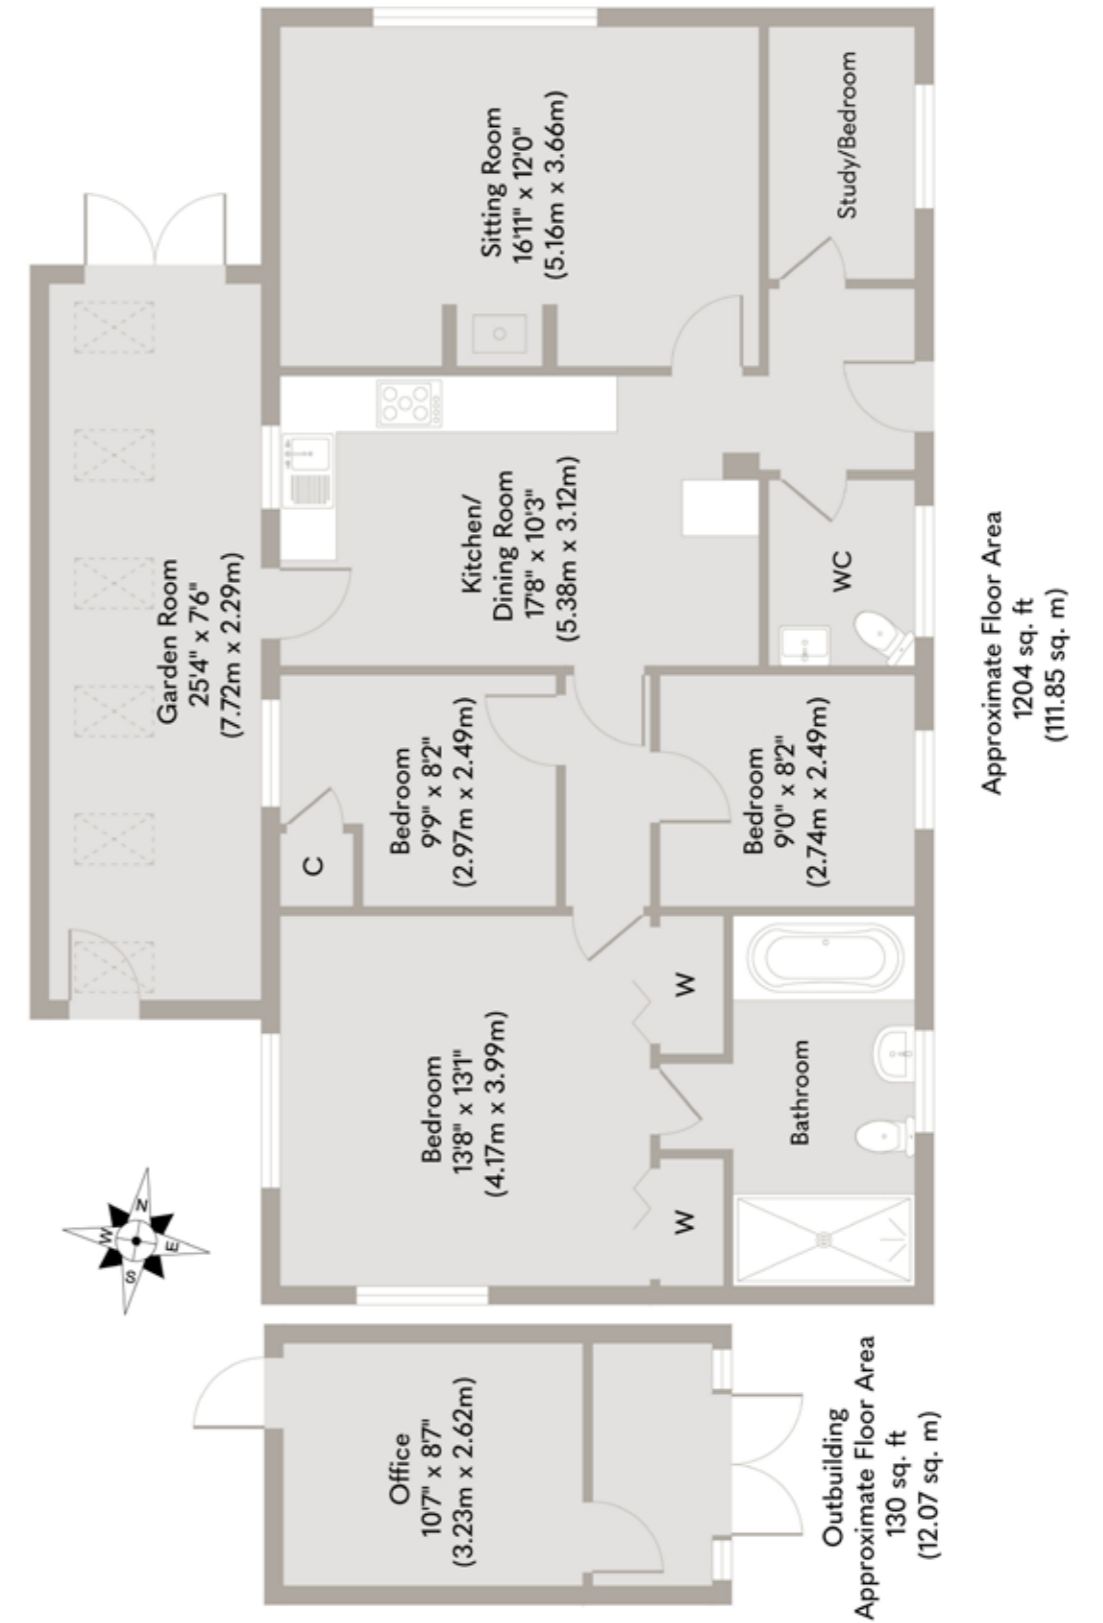 Garden Room
25'4" x 7'6"
(7.72m x 2.29m)
Sitting Room
16'11" x 12'0"
(5.16m x 3.66m)
Study/Bedroom
Kitchen/
Dining Room
17'8" x 10'3"
(5.38m x 3.12m)
WC
C
Bedroom
9'9" x 8'2"
(2.97m x 2.49m)
Bedroom
9'0" x 8'2"
(2.74m x 2.49m)
Bedroom
13'8" x 13'1"
(4.17m x 3.99m)
W
W
Bathroom
N
E
S
W
Office
10'7" x 8'7"
(3.23m x 2.62m)
Outbuilding
Approximate Floor Area
130 sq. ft
(12.07 sq. m)
Approximate Floor Area
1204 sq. ft
(111.85 sq. m)